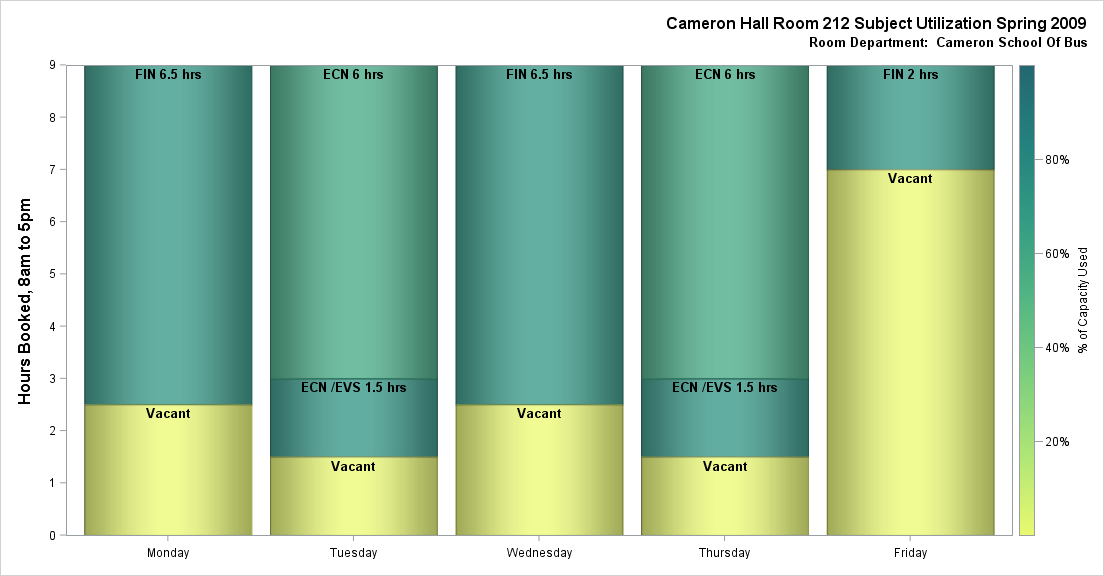 Cameron Hall Room 212 Subject Utilization Spring 2009
Room Department:  Cameron School Of Bus
Hours Booked, 8am to 5pm
9
8
7
6
5
4
3
2
1
0
FIN 6.5 hrs
Vacant
ECN 6 hrs
ECN /EVS 1.5 hrs
Vacant
FIN 6.5 hrs
Vacant
ECN 6 hrs
ECN /EVS 1.5 hrs
Vacant
FIN 2 hrs
Vacant
Monday
Tuesday
Wednesday
Thursday
Friday
80%
60%
40%
20%
% of Capacity Used